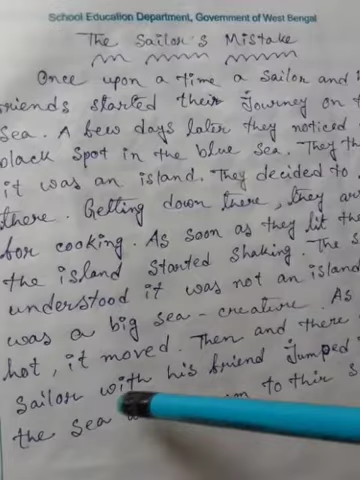 School Education Department, Government of West Bengal
The Sailor's Mistake
Once upon a time a Sailor and
riends started their Journey on
Sea. A few days later they noticed
black spot in the blue Sea. They
it was an island. They decided to
there. Getting down there, they
for cooking. As soon as they lit the
the island started Shaking. The
understood it was not an island
was a big sea-creature. As
hot, it moved. Then and there
Sailor with his friend Jumped
the sea to their